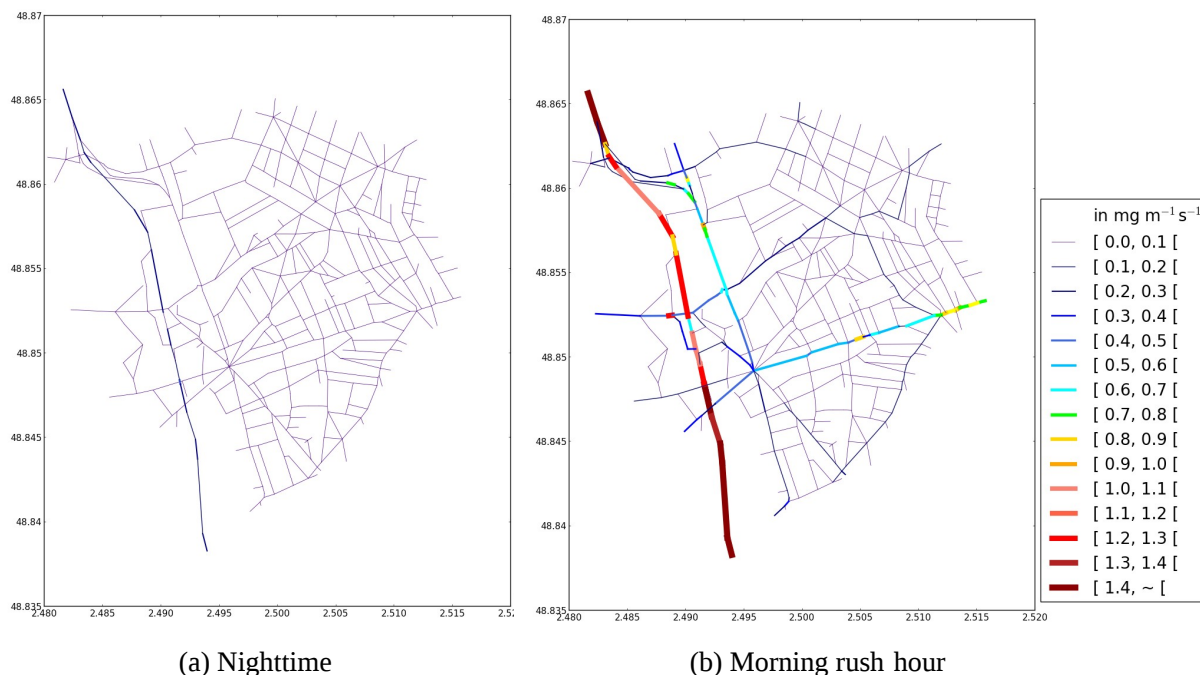 48.87
48.865
48.86
48.855
48.85
48.845
48.84
48.835
2.480 2.485 2.490 2.495 2.500 2.505 2.510 2.515 2.52
(a) Nighttime
48.87
48.865
48.860
48.855
48.850
48.845
48.840
48.835
2.480 2.485 2.490 2.495 2.500 2.505 2.510 2.515 2.520
(b) Morning rush hour
in mg m⁻¹ s⁻¹
[ 0.0, 0.1 [
[ 0.1, 0.2 [
[ 0.2, 0.3 [
[ 0.3, 0.4 [
[ 0.4, 0.5 [
[ 0.5, 0.6 [
[ 0.6, 0.7 [
[ 0.7, 0.8 [
[ 0.8, 0.9 [
[ 0.9, 1.0 [
[ 1.0, 1.1 [
[ 1.1, 1.2 [
[ 1.2, 1.3 [
[ 1.3, 1.4 [
[ 1.4, ~ [